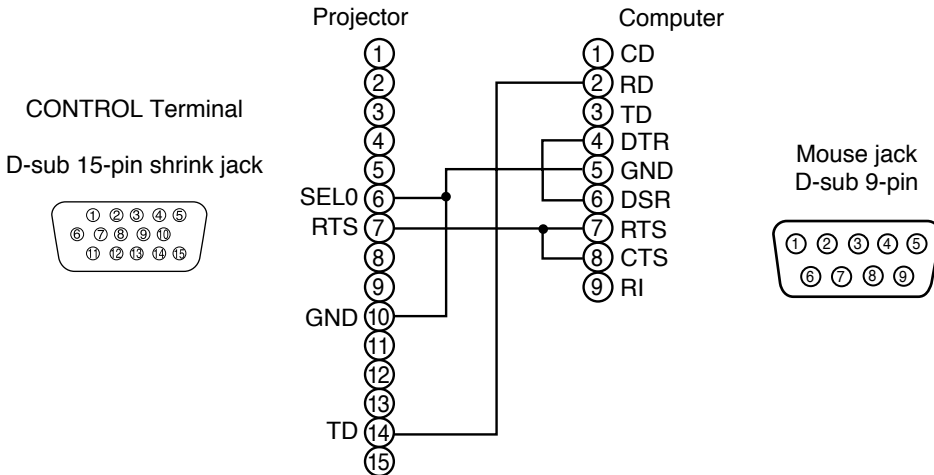 Projector
Computer
CONTROL Terminal
D-sub 15-pin shrink jack
① ② ③ ④ ⑤
⑥ ⑦ ⑧ ⑨ ⑩
⑪ ⑫ ⑬ ⑭ ⑮
①
②
③
④
⑤
SEL0 ⑥
RTS ⑦
⑧
⑨
GND ⑩
⑪
⑫
⑬
TD ⑭
⑮
① CD
② RD
③ TD
④ DTR
⑤ GND
⑥ DSR
⑦ RTS
⑧ CTS
⑨ RI
Mouse jack
D-sub 9-pin
① ② ③ ④ ⑤
⑥ ⑦ ⑧ ⑨